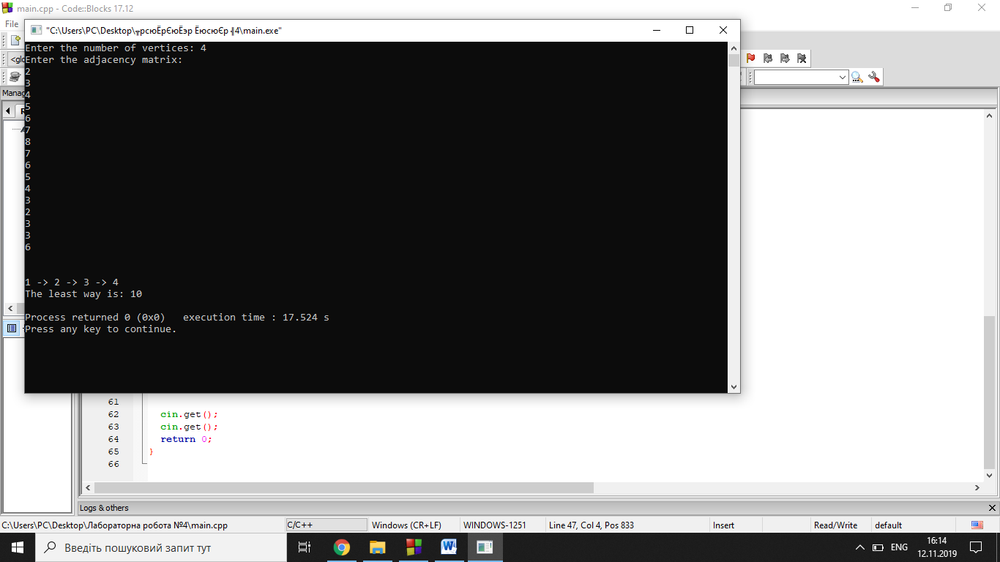 main.cpp - Code::Blocks 17.12
File
"C:\Users\PC\Desktop\╥рсюЁрЄюЁэр Ёюсюєр ╣4\main.exe"
Enter the number of vertices: 4
Enter the adjacency matrix:
2
3
4
5
6
7
8
7
6
5
4
3
2
3
3
6
1 -> 2 -> 3 -> 4
The least way is: 10
Process returned 0 (0x0)   execution time : 17.524 s
Press any key to continue.
61
62 cin.get();
63 cin.get();
64 return 0;
65 }
66
Logs & others
C:\Users\PC\Desktop\Лабораторна робота №4\main.cpp C/C++ Windows (CR+LF) WINDOWS-1251 Line 47, Col 4, Pos 833 Insert Read/Write default
Введіть пошуковий запит тут
ENG
16:14
12.11.2019